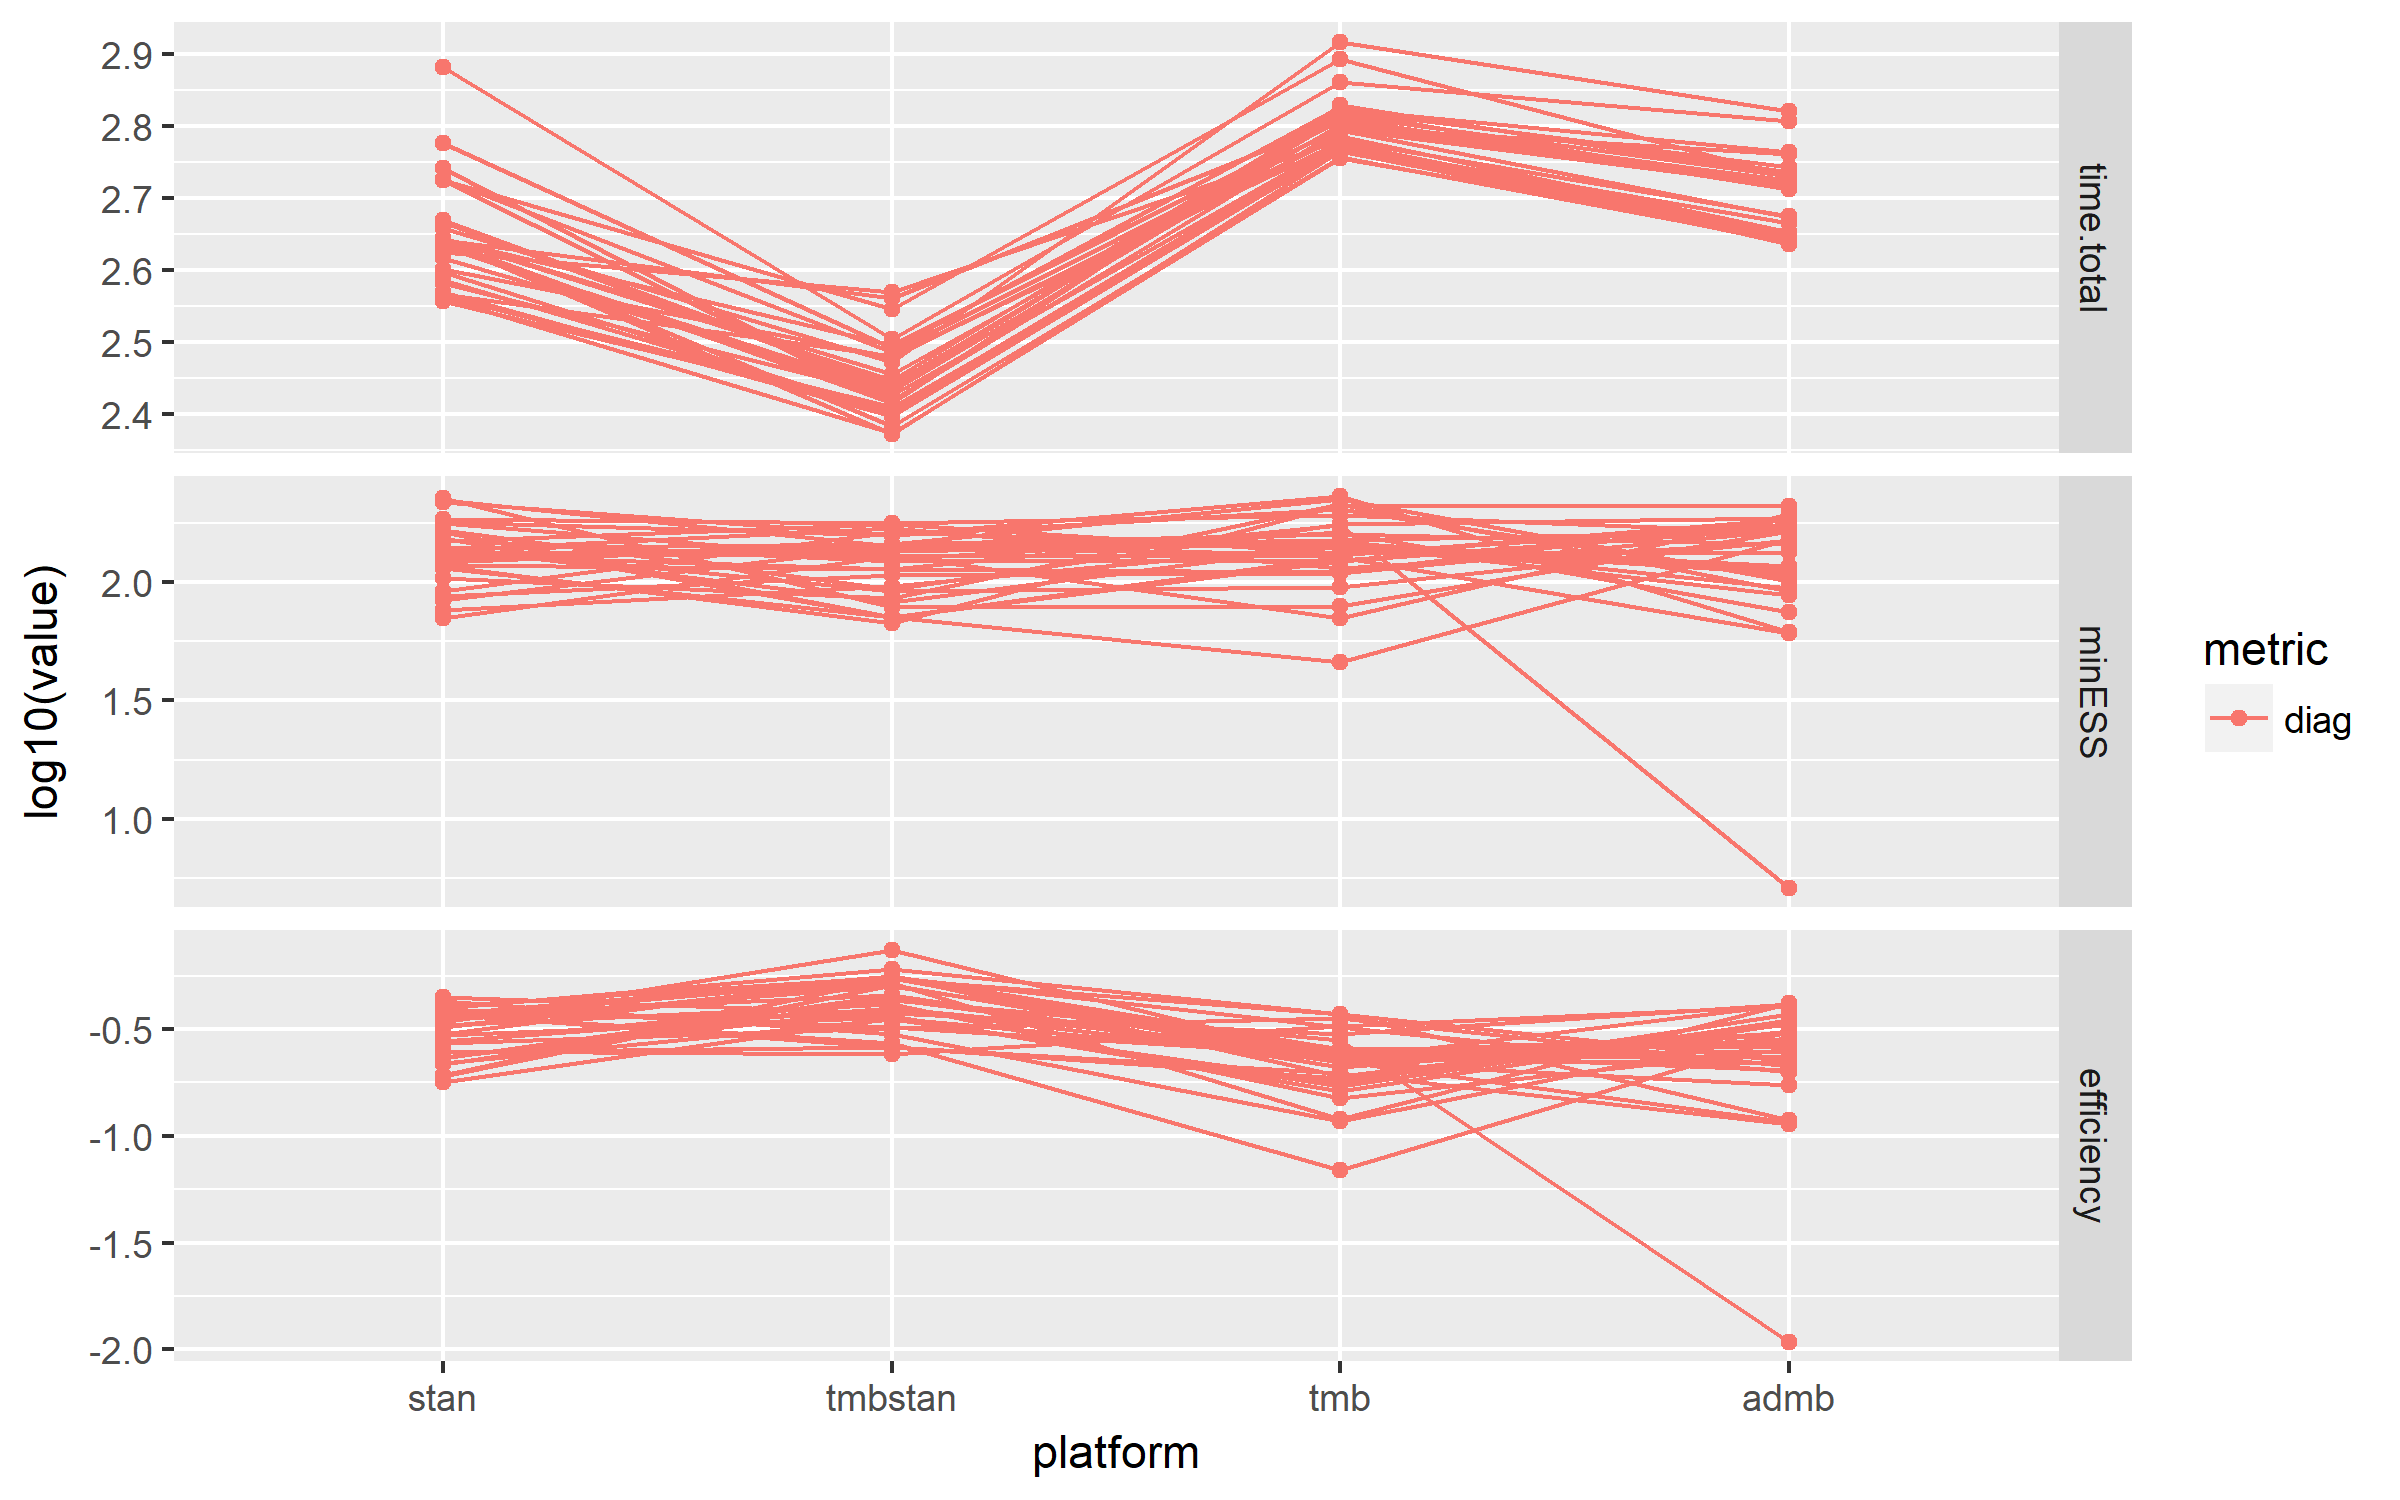 2.9
2.8
2.7
2.6
2.5
2.4
time.total
2.0
1.5
1.0
minESS
-0.5
-1.0
-1.5
-2.0
efficiency
log10(value)
stan tmbstan tmb admb
platform
metric
diag